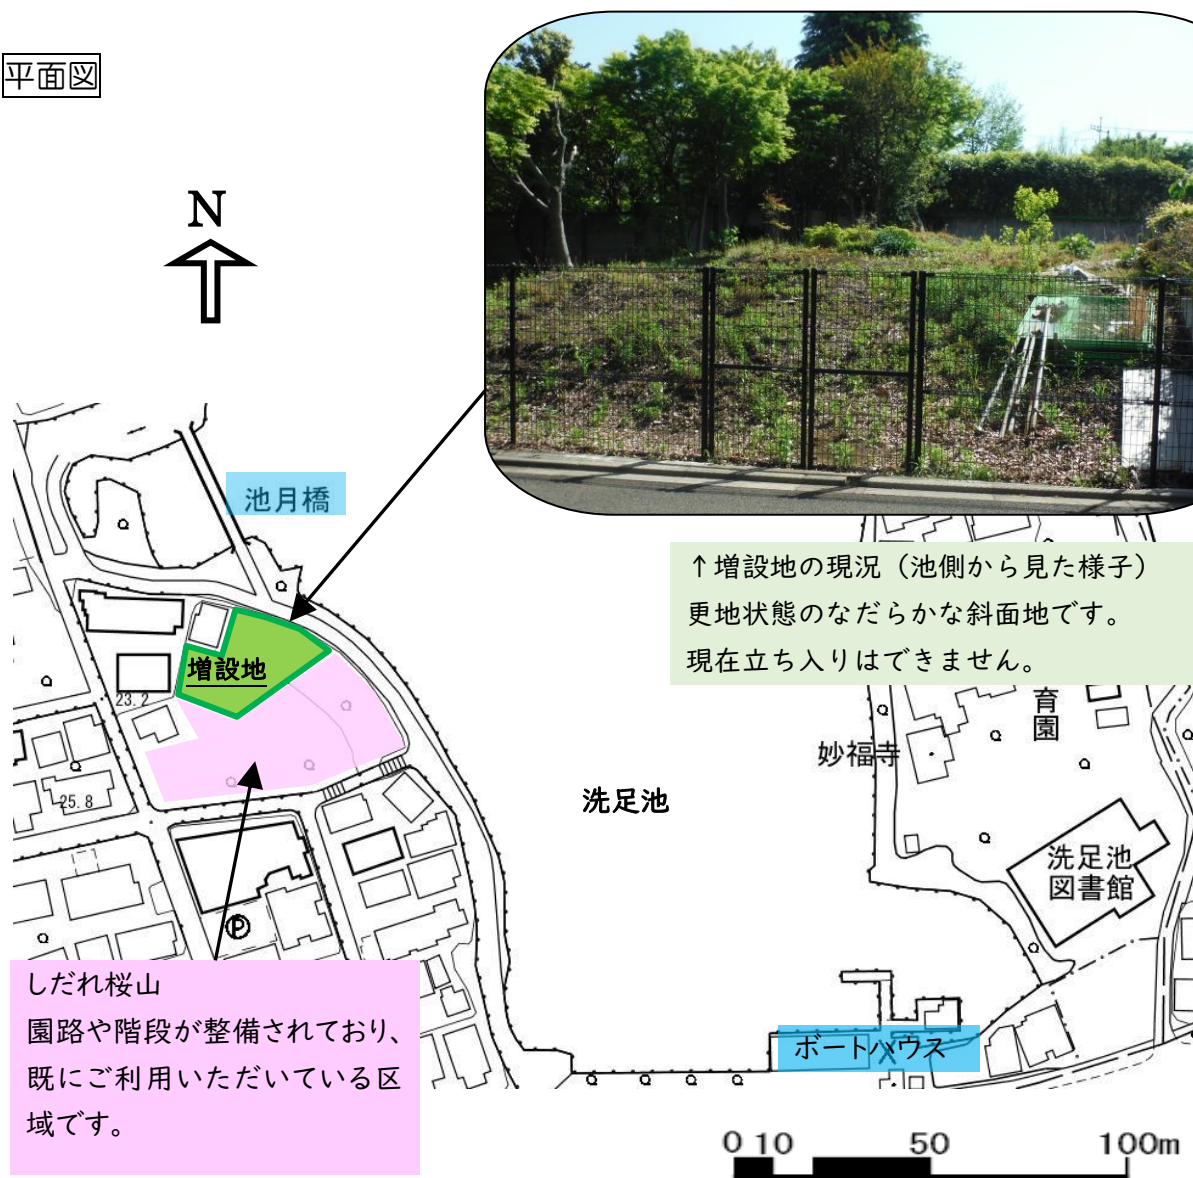 平面図
N
池月橋
↑増設地の現況（池側から見た様子）
更地状態のなだらかな斜面地です。
現在立ち入りはできません。
増設地
23.2
育園
妙福寺
25.8
洗足池
洗足池
図書館
P
しだれ桜山
園路や階段が整備されており、
既にご利用いただいている区
域です。
ボートハウス
0 10 50 100m